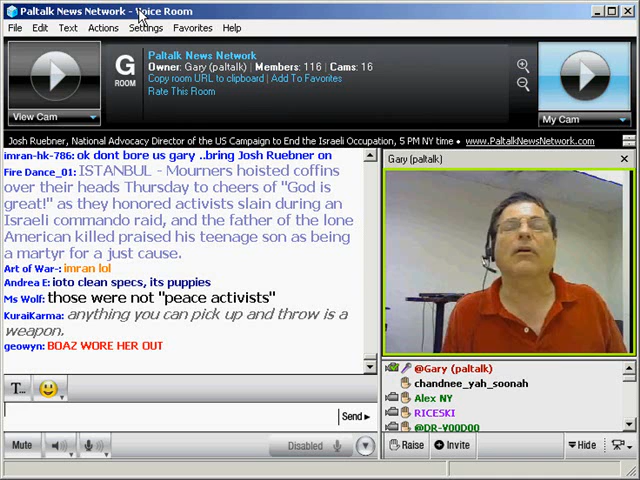 Paltalk News Network - Voice Room
File Edit Text Actions Settings Favorites Help
G
ROOM
Paltalk News Network
Owner: Gary (paltalk) | Members: 116 | Cams: 16
Copy room URL to clipboard | Add To Favorites
Rate This Room
View Cam
My Cam
Josh Ruebner, National Advocacy Director of the US Campaign to End the Israeli Occupation, 5 PM NY time • www.PaltalkNewsNetwork.com
imran-hk-786: ok dont bore us gary ..bring Josh Ruebner on
Fire Dance_01: ISTANBUL - Mourners hoisted coffins
over their heads Thursday to cheers of "God is
great!" as they honored activists slain during an
Israeli commando raid, and the father of the lone
American killed praised his teenage son as being
a martyr for a just cause.
Art of War-: imran lol
Andrea E: ioto clean specs, its puppies
Ms Wolf: those were not "peace activists"
KuraiKarma: anything you can pick up and throw is a
weapon.
geowyn: BOAZ WORE HER OUT
T...
Send
Mute
Disabled
Gary (paltalk)
@Gary (paltalk)
chandnee_yah_soonah
Alex NY
RICESKI
@DR-V00D00
Raise
Invite
Hide